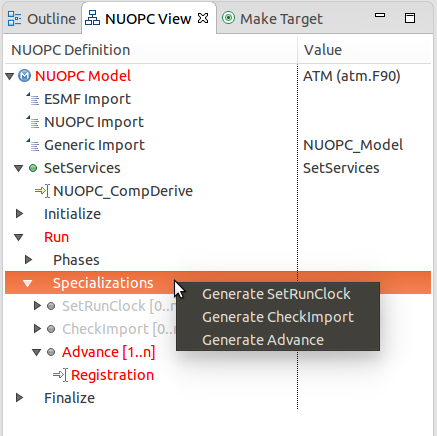 Outline NUOPC View Make Target
NUOPC Definition Value
NUOPC Model ATM (atm.F90)
ESMF Import
NUOPC Import
Generic Import NUOPC_Model
SetServices SetServices
NUOPC_CompDerive
Initialize
Run
Phases
Specializations
SetRunClock [0..n]
Generate SetRunClock
CheckImport [0..n]
Generate CheckImport
Generate Advance
Advance [1..n]
Registration
Finalize